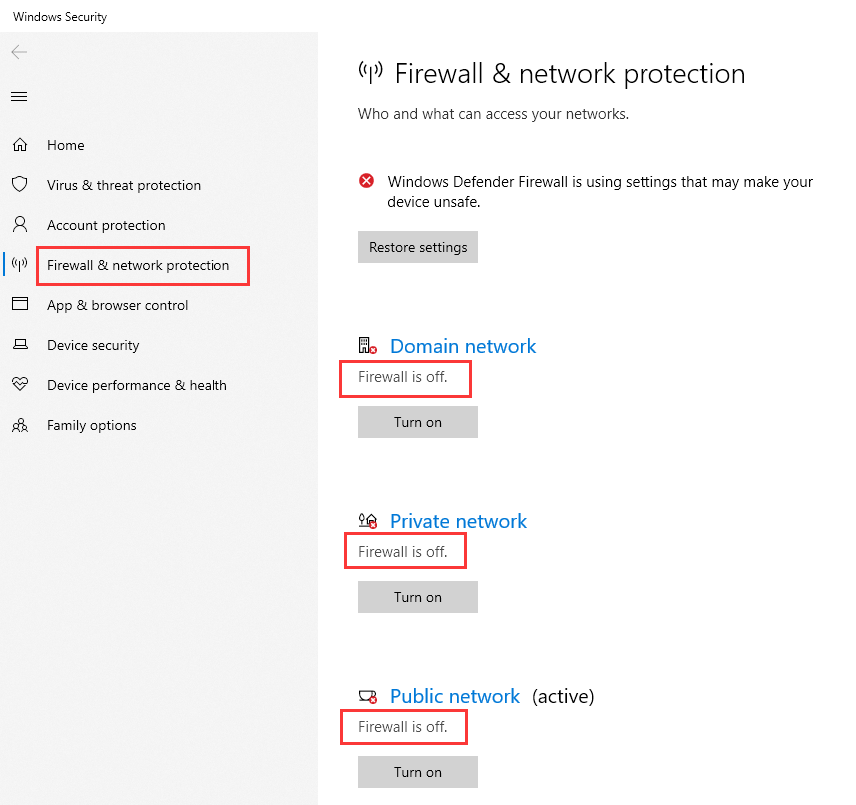 Windows Security
Home
Virus & threat protection
Account protection
Firewall & network protection
App & browser control
Device security
Device performance & health
Family options
Firewall & network protection
Who and what can access your networks.
Windows Defender Firewall is using settings that may make your
device unsafe.
Restore settings
Domain network
Firewall is off.
Turn on
Private network
Firewall is off.
Turn on
Public network (active)
Firewall is off.
Turn on